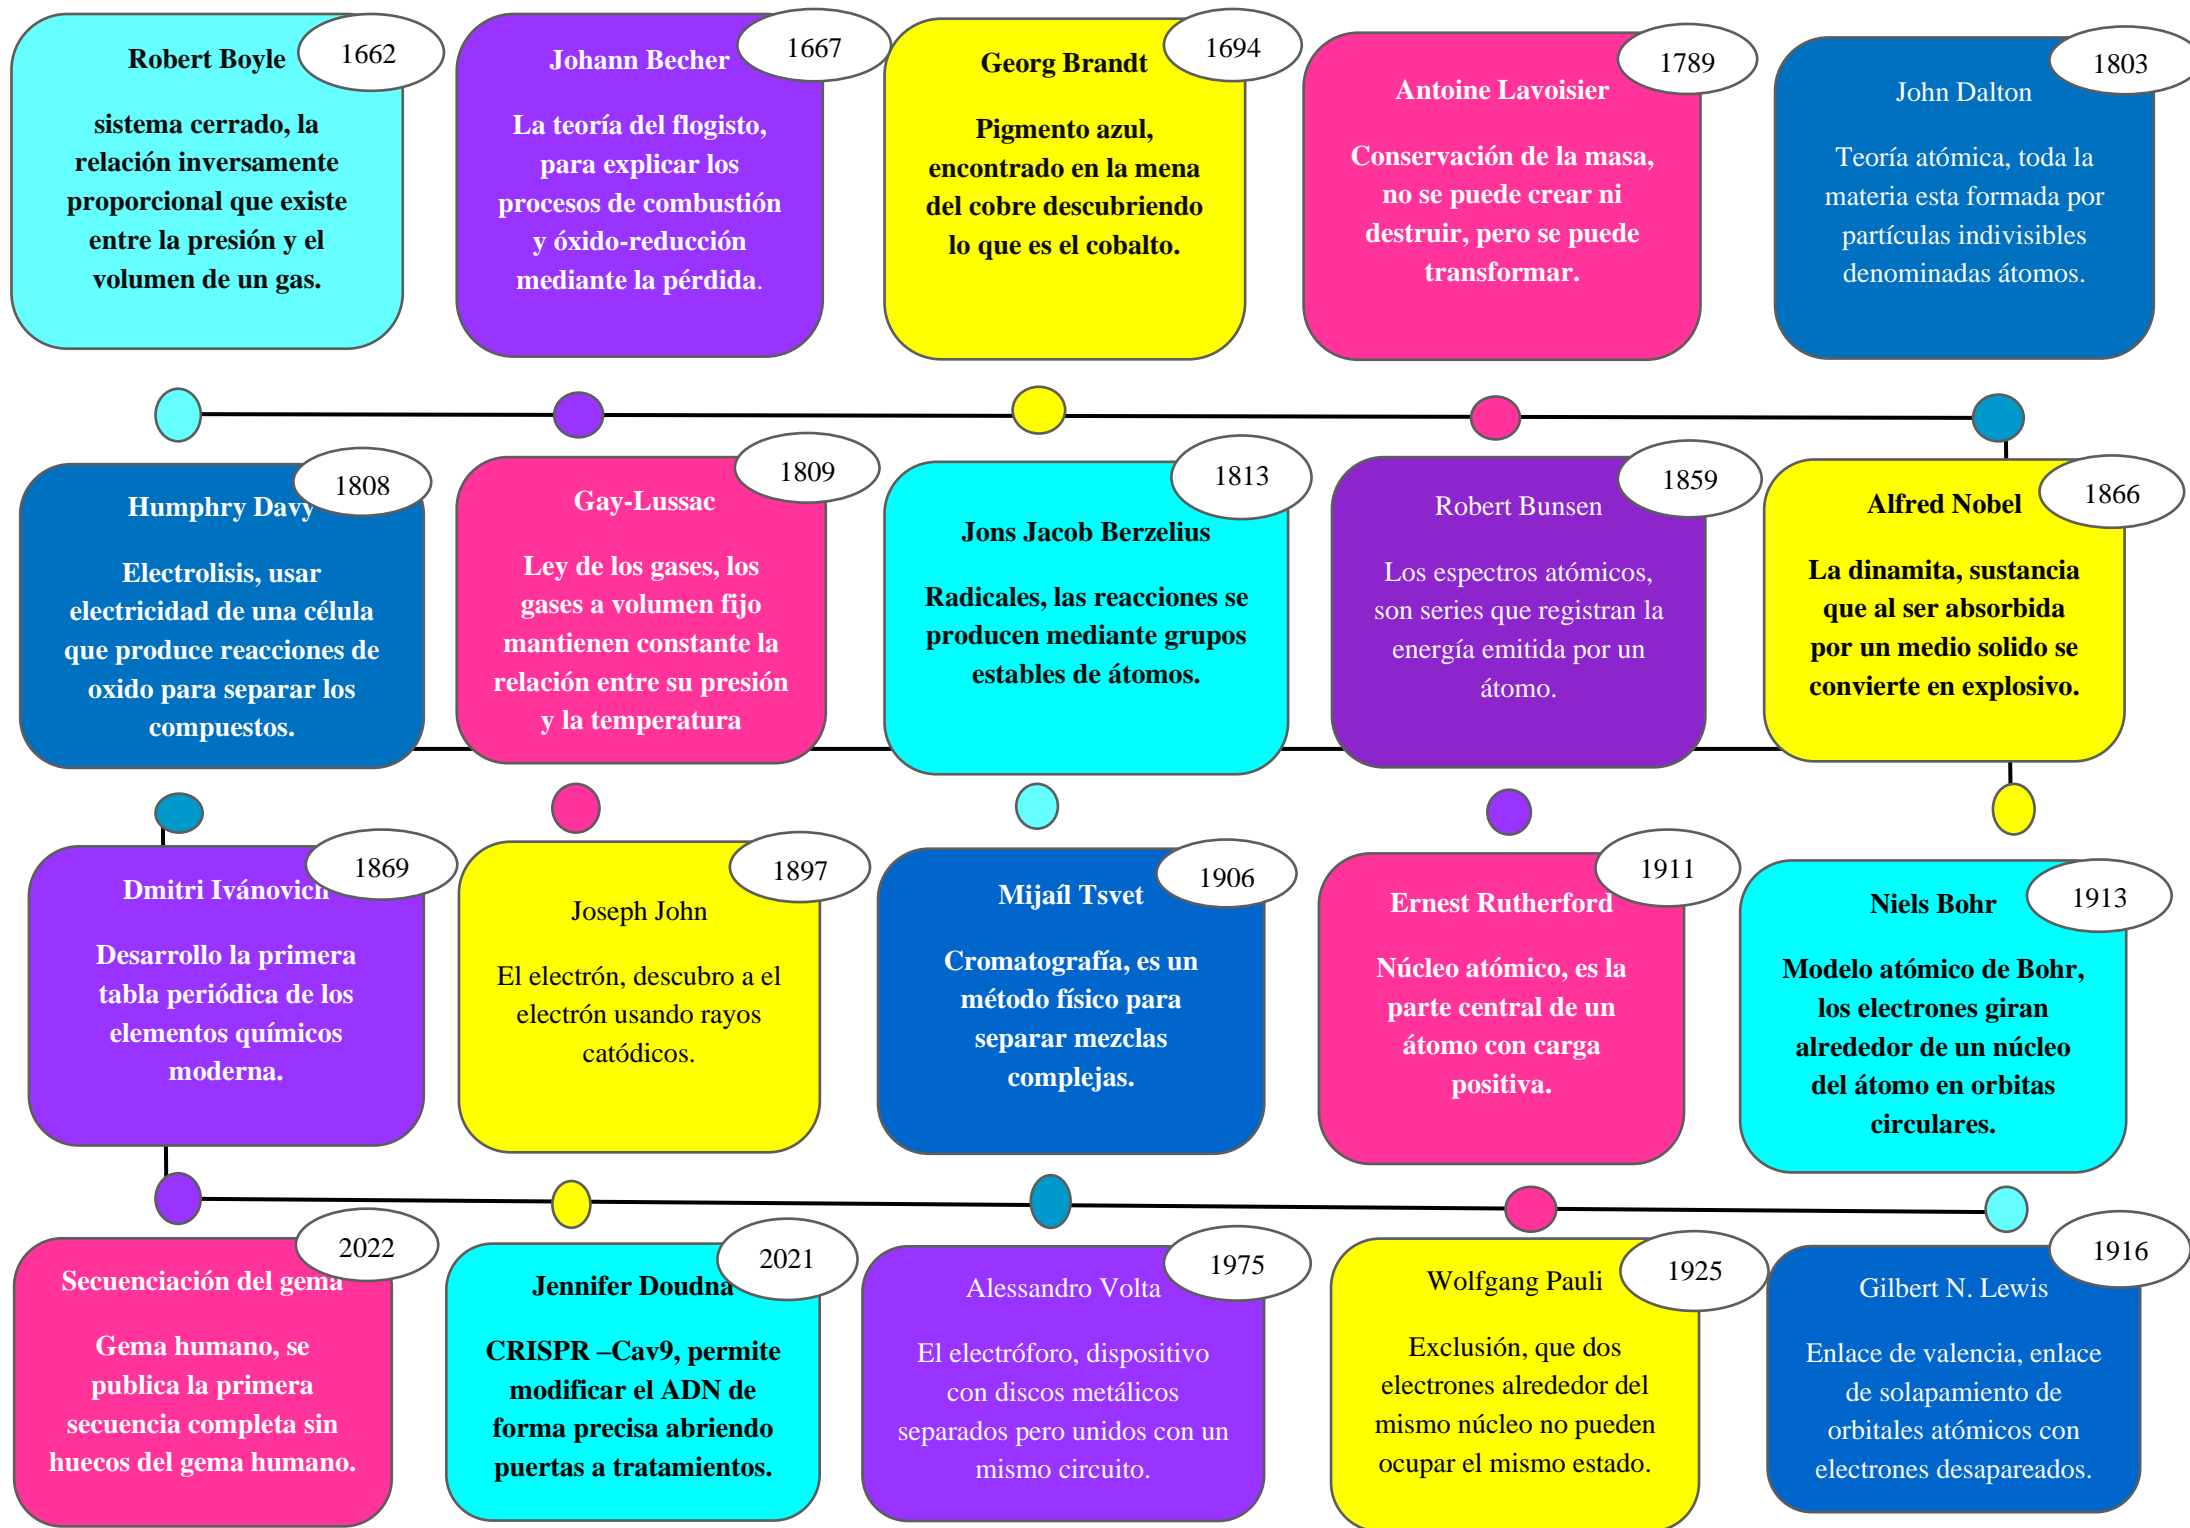 Robert Boyle
1662
sistema cerrado, la
relación inversamente
proporcional que existe
entre la presión y el
volumen de un gas.
Johann Becher
1667
La teoría del flogisto,
para explicar los
procesos de combustión
y óxido-reducción
mediante la pérdida.
Georg Brandt
1694
Pigmento azul,
encontrado en la mena
del cobre descubriendo
lo que es el cobalto.
Antoine Lavoisier
1789
Conservación de la masa,
no se puede crear ni
destruir, pero se puede
transformar.
John Dalton
1803
Teoría atómica, toda la
materia esta formada por
partículas indivisibles
denominadas átomos.
Humphry Davy
1808
Electrolisis, usar
electricidad de una célula
que produce reacciones de
oxido para separar los
compuestos.
Gay-Lussac
1809
Ley de los gases, los
gases a volumen fijo
mantienen constante la
relación entre su presión
y la temperatura
Jons Jacob Berzelius
1813
Radicales, las reacciones se
producen mediante grupos
estables de átomos.
Robert Bunsen
1859
Los espectros atómicos,
son series que registran la
energía emitida por un
átomo.
Alfred Nobel
1866
La dinamita, sustancia
que al ser absorbida
por un medio solido se
convierte en explosivo.
Dmitri Ivánovich
1869
Desarrollo la primera
tabla periódica de los
elementos químicos
moderna.
Joseph John
1897
El electrón, descubro a el
electrón usando rayos
catódicos.
Mijaíl Tsvet
1906
Cromatografía, es un
método físico para
separar mezclas
complejas.
Ernest Rutherford
1911
Núcleo atómico, es la
parte central de un
átomo con carga
positiva.
Niels Bohr
1913
Modelo atómico de Bohr,
los electrones giran
alrededor de un núcleo
del átomo en orbitas
circulares.
Secuenciación del gema
2022
Gema humano, se
publica la primera
secuencia completa sin
huecos del gema humano.
Jennifer Doudna
2021
CRISPR –Cav9, permite
modificar el ADN de
forma precisa abriendo
puertas a tratamientos.
Alessandro Volta
1975
El electróforo, dispositivo
con discos metálicos
separados pero unidos con un
mismo circuito.
Wolfgang Pauli
1925
Exclusión, que dos
electrones alrededor del
mismo núcleo no pueden
ocupar el mismo estado.
Gilbert N. Lewis
1916
Enlace de valencia, enlace
de solapamiento de
orbitales atómicos con
electrones desapareados.